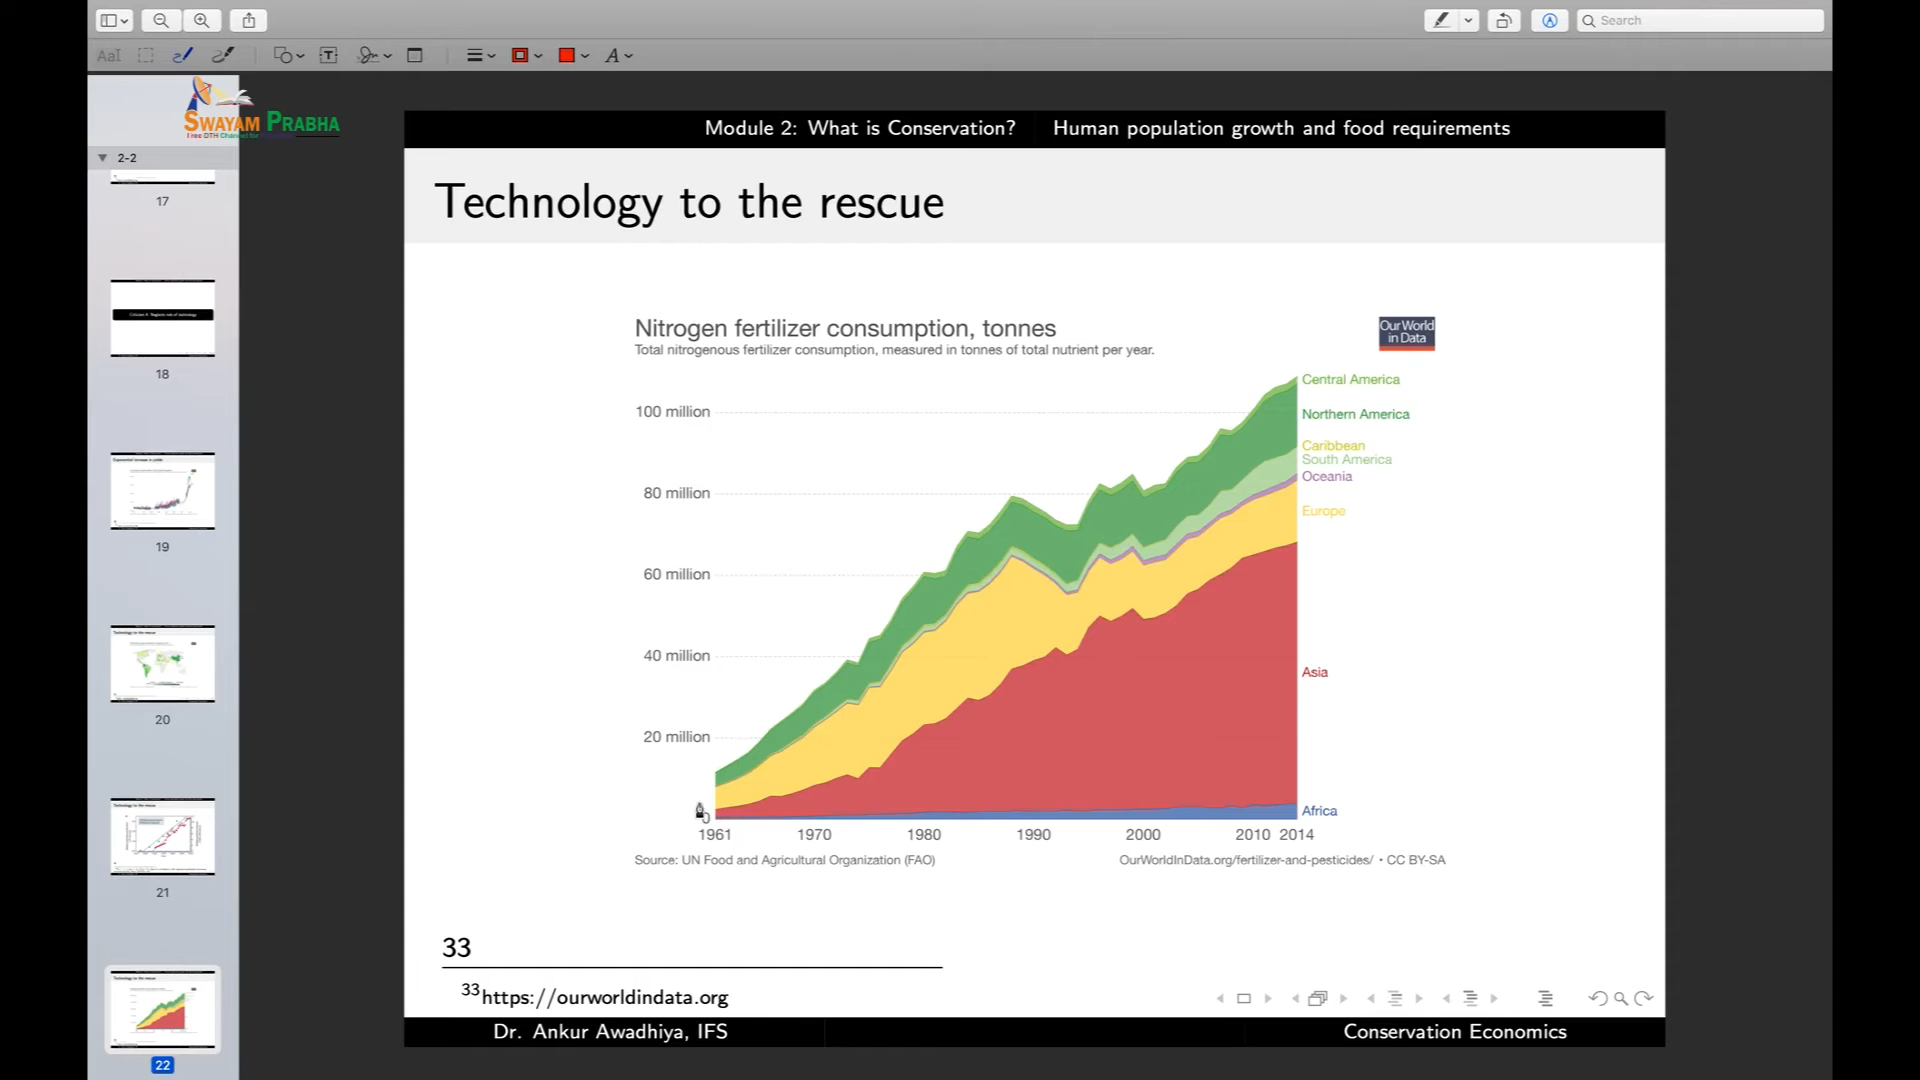 Search
AaI
T
A
SWAYAM PRABHA
Free DTH Channel for
2-2
17
18
19
20
21
22
Module 2: What is Conservation? Human population growth and food requirements
Technology to the rescue
Nitrogen fertilizer consumption, tonnes
Total nitrogenous fertilizer consumption, measured in tonnes of total nutrient per year.
Our World
in Data
Central America
100 million
Northern America
Caribbean
South America
Oceania
80 million
Europe
60 million
40 million
Asia
20 million
Africa
0
1961 1970 1980 1990 2000 2010 2014
Source: UN Food and Agricultural Organization (FAO)
OurWorldInData.org/fertilizer-and-pesticides/ • CC BY-SA
33
33https://ourworldindata.org
Dr. Ankur Awadhiya, IFS
Conservation Economics